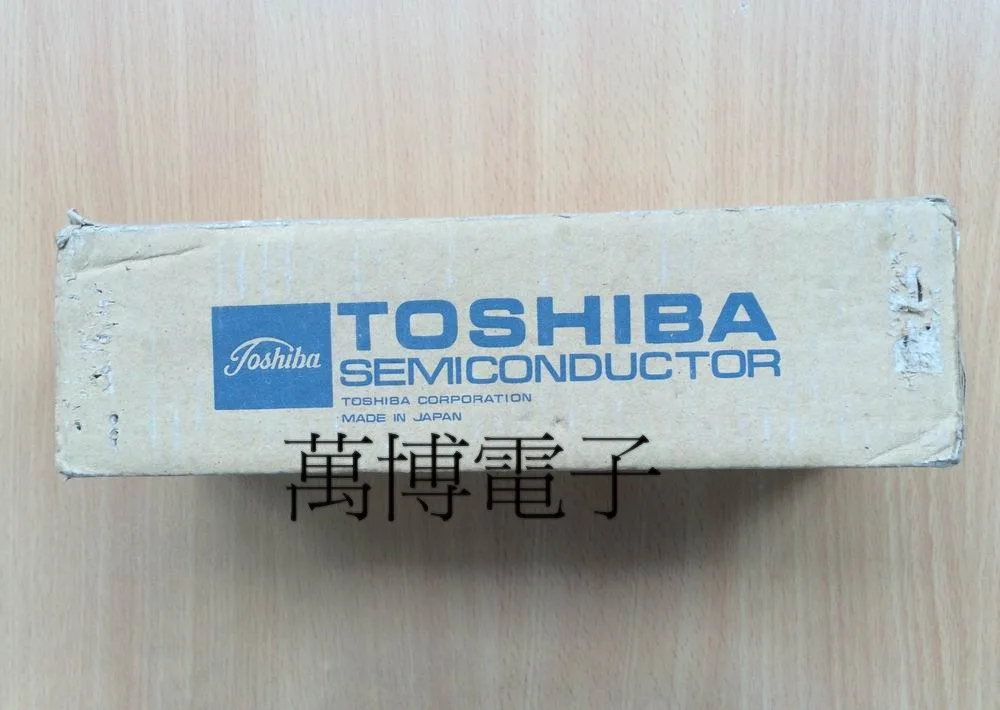 Toshiba
TOSHIBA
SEMICONDUCTOR
TOSHIBA CORPORATION
MADE IN JAPAN
萬博電子